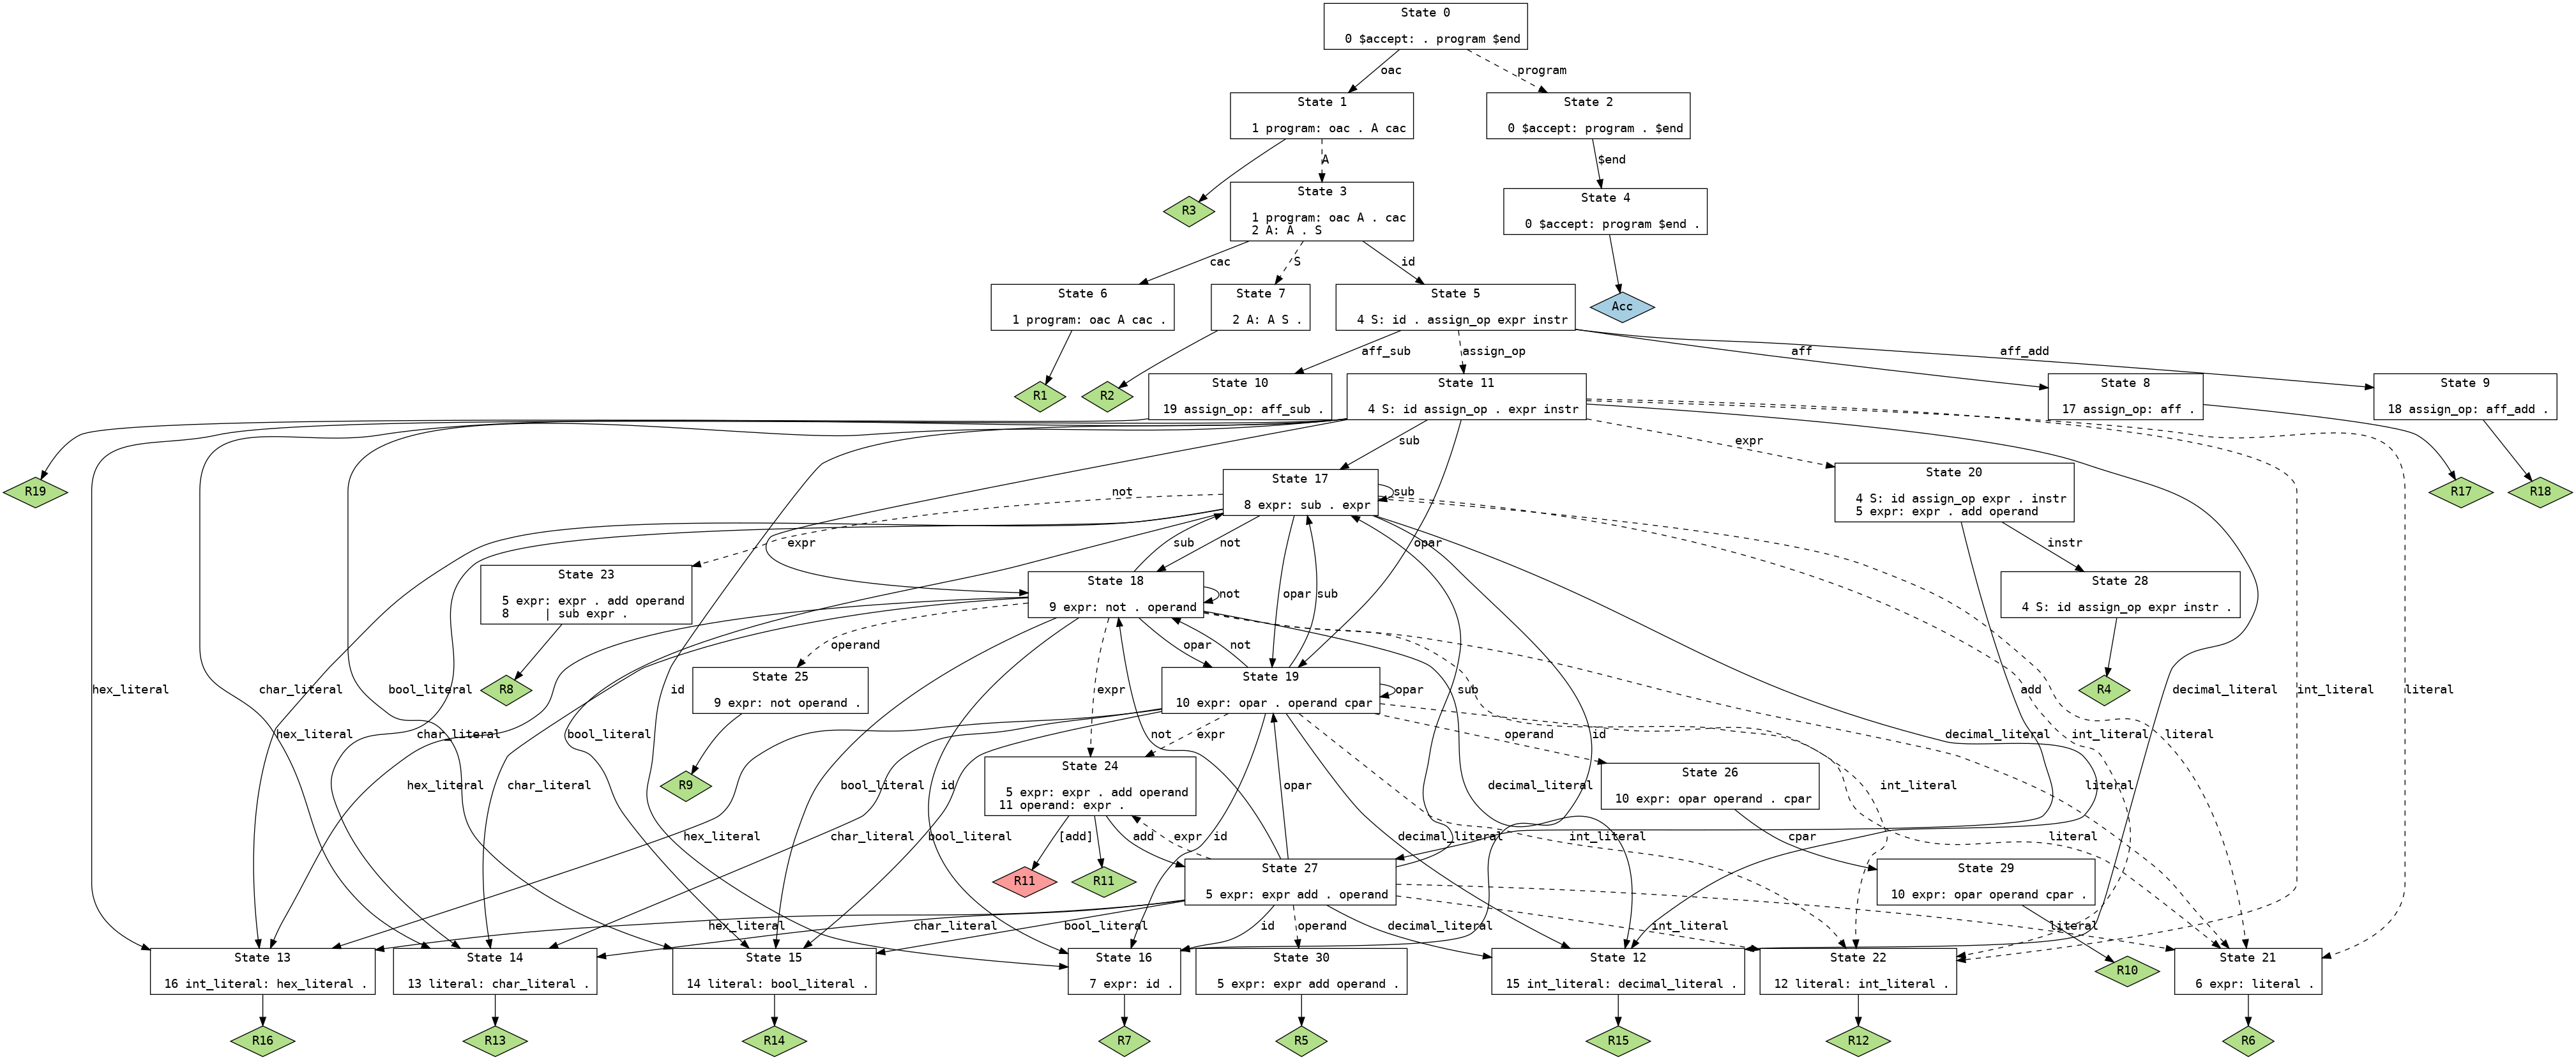 State 0
0 $accept: . program $end
oac
program
State 1
1 program: oac . A cac
State 2
0 $accept: program . $end
A
$end
R3
State 3
1 program: oac A . cac
2 A: A . S
State 4
0 $accept: program $end .
cac
S
id
State 6
1 program: oac A cac .
State 7
2 A: A S .
State 5
4 S: id . assign_op expr instr
Acc
aff_sub
assign_op
aff
aff_add
R1
R2
State 10
19 assign_op: aff_sub .
State 11
4 S: id assign_op . expr instr
State 8
17 assign_op: aff .
State 9
18 assign_op: aff_add .
sub
expr
R19
State 17
8 expr: sub . expr
sub
not
State 20
4 S: id assign_op expr . instr
5 expr: expr . add operand
R17
R18
expr
sub
not
opar
instr
State 23
5 expr: expr . add operand
8     | sub expr .
State 18
9 expr: not . operand
not
opar
sub
State 28
4 S: id assign_op expr instr .
operand
opar
not
R8
State 25
9 expr: not operand .
expr
State 19
10 expr: opar . operand cpar
opar
sub
add
R4
hex_literal
char_literal
bool_literal
id
decimal_literal
int_literal
literal
hex_literal
char_literal
bool_literal
not
expr
operand
id
decimal_literal
int_literal
literal
R9
State 24
5 expr: expr . add operand
11 operand: expr .
State 26
10 expr: opar operand . cpar
hex_literal
char_literal
bool_literal
id
opar
decimal_literal
int_literal
literal
hex_literal
char_literal
bool_literal
[add]
add
expr
id
decimal_literal
int_literal
cpar
literal
R11
R11
State 27
5 expr: expr add . operand
State 29
10 expr: opar operand cpar .
hex_literal
char_literal
bool_literal
id
operand
decimal_literal
int_literal
literal
State 13
16 int_literal: hex_literal .
State 14
13 literal: char_literal .
State 15
14 literal: bool_literal .
State 16
7 expr: id .
State 30
5 expr: expr add operand .
State 12
15 int_literal: decimal_literal .
State 22
12 literal: int_literal .
R10
State 21
6 expr: literal .
R16
R13
R14
R7
R5
R15
R12
R6